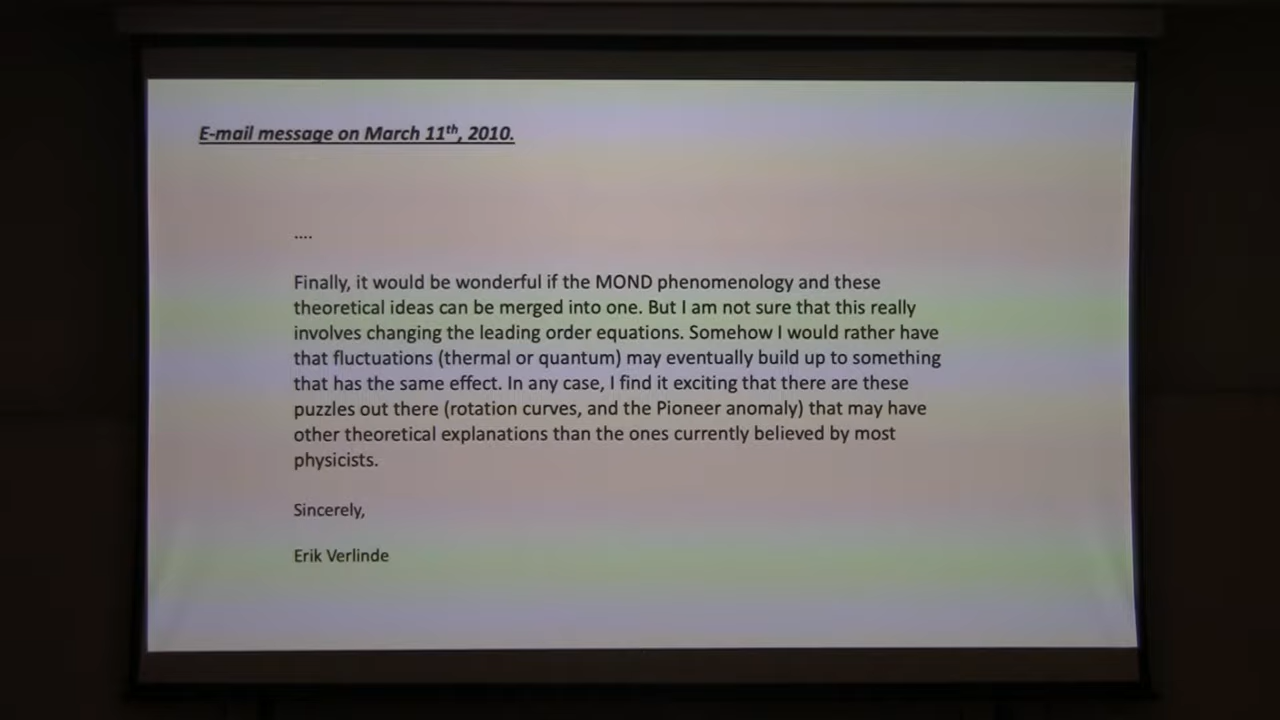 E-mail message on March 11th, 2010.
....
Finally, it would be wonderful if the MOND phenomenology and these
theoretical ideas can be merged into one. But I am not sure that this really
involves changing the leading order equations. Somehow I would rather have
that fluctuations (thermal or quantum) may eventually build up to something
that has the same effect. In any case, I find it exciting that there are these
puzzles out there (rotation curves, and the Pioneer anomaly) that may have
other theoretical explanations than the ones currently believed by most
physicists.
Sincerely,
Erik Verlinde